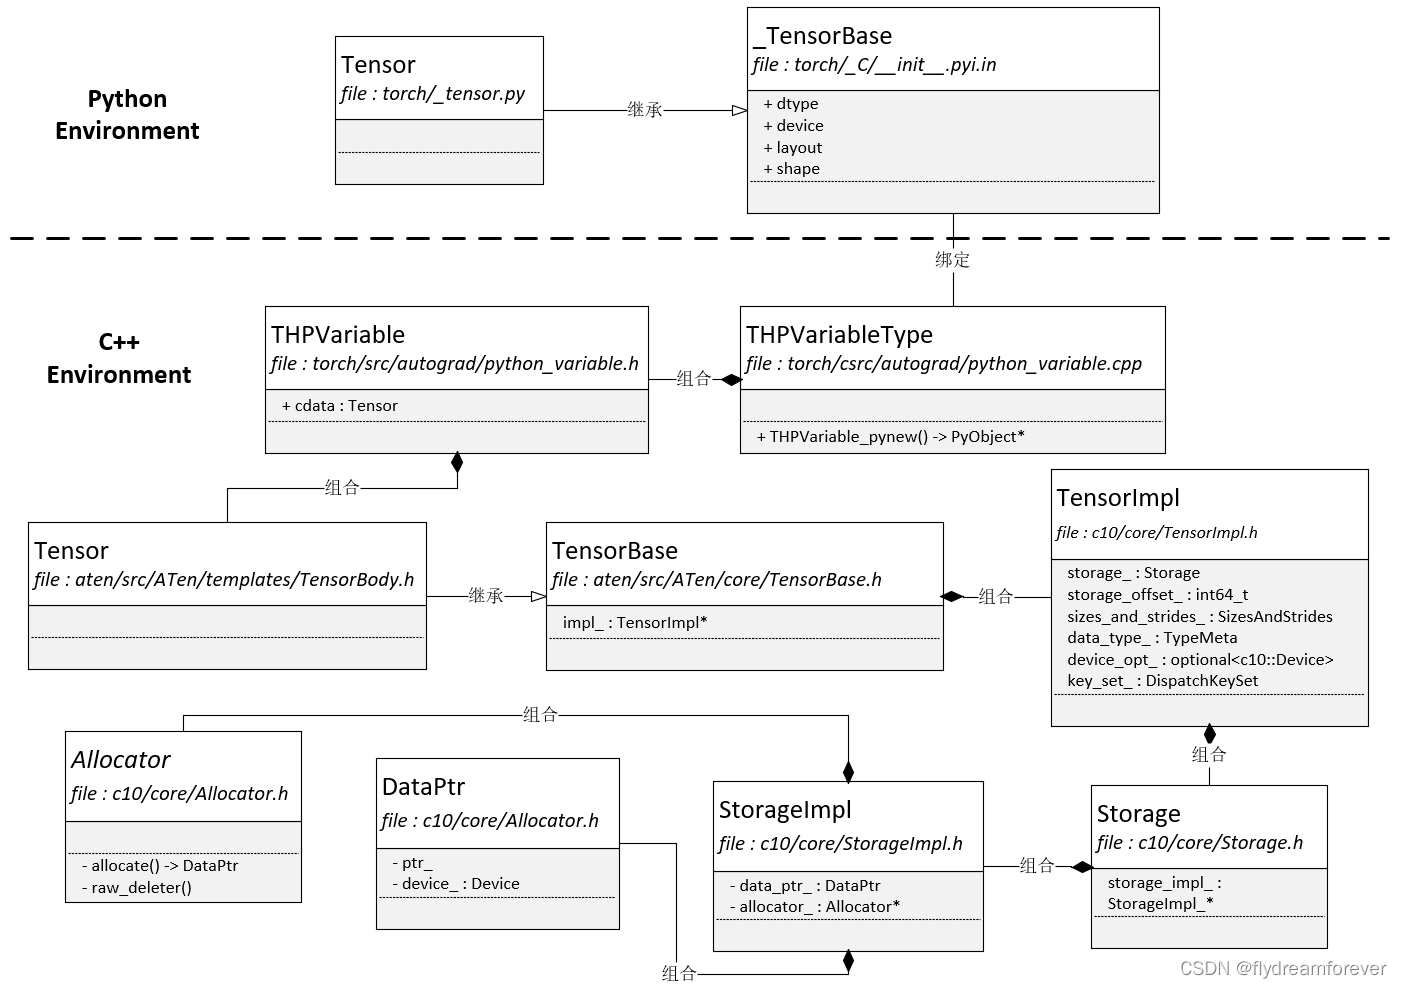 Python
Environment
Tensor
file : torch/_tensor.py
继承
_TensorBase
file : torch/_C/__init__.pyi.in
+ dtype
+ device
+ layout
+ shape
绑定
C++
Environment
THPVariable
file : torch/src/autograd/python_variable.h
+ cdata : Tensor
组合
THPVariableType
file : torch/csrc/autograd/python_variable.cpp
+ THPVariable_pynew() -> PyObject*
组合
Tensor
file : aten/src/ATen/templates/TensorBody.h
继承
TensorBase
file : aten/src/ATen/core/TensorBase.h
impl_ : TensorImpl*
组合
TensorImpl
file : c10/core/TensorImpl.h
storage_ : Storage
storage_offset_ : int64_t
sizes_and_strides_ : SizesAndStrides
data_type_ : TypeMeta
device_opt_ : optional<c10::Device>
key_set_ : DispatchKeySet
组合
组合
Allocator
file : c10/core/Allocator.h
- allocate() -> DataPtr
- raw_deleter()
DataPtr
file : c10/core/Allocator.h
- ptr_
- device_ : Device
组合
StorageImpl
file : c10/core/StorageImpl.h
- data_ptr_ : DataPtr
- allocator_ : Allocator*
组合
Storage
file : c10/core/Storage.h
storage_impl_ :
StorageImpl_*
CSDN @flydreamforever